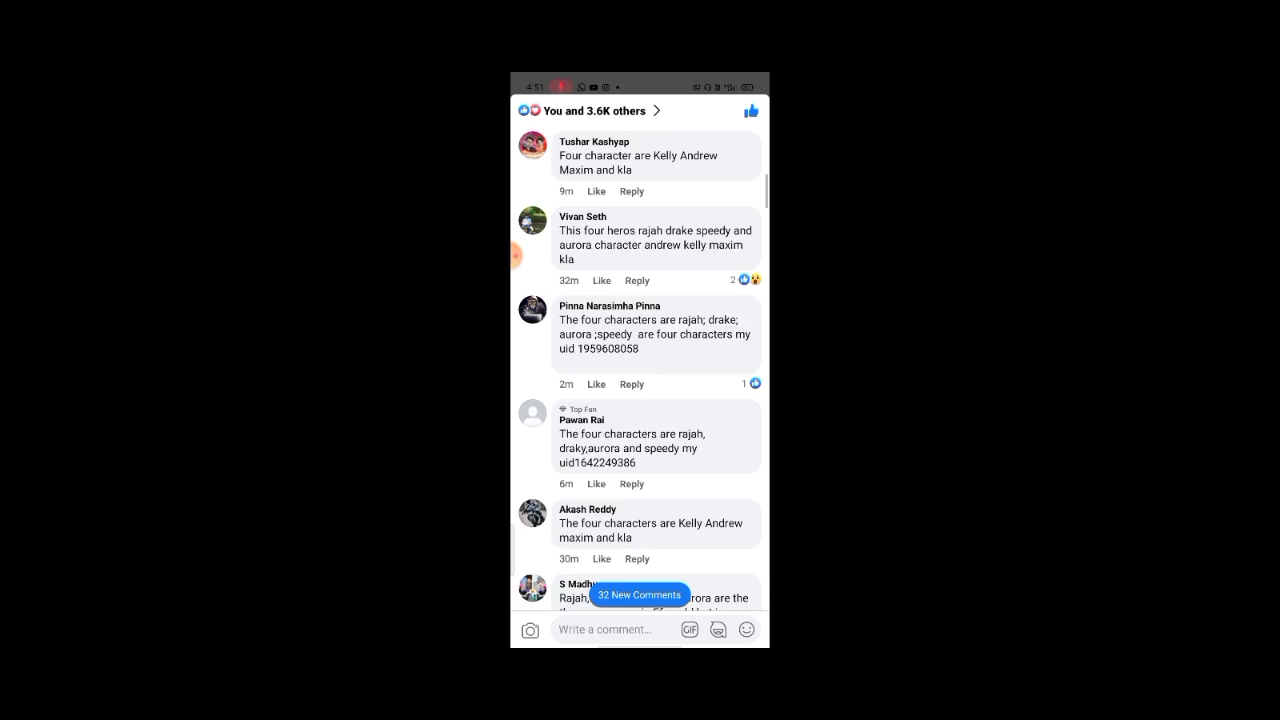 4:51
You and 3.6K others
Tushar Kashyap
Four character are Kelly Andrew
Maxim and kla
9m Like Reply
Vivan Seth
This four heros rajah drake speedy and
aurora character andrew kelly maxim
kla
32m Like Reply 2
Pinna Narasimha Pinna
The four characters are rajah; drake;
aurora ;speedy are four characters my
uid 1959608058
2m Like Reply 1
Top Fan
Pawan Rai
The four characters are rajah,
draky,aurora and speedy my
uid1642249386
6m Like Reply
Akash Reddy
The four characters are Kelly Andrew
maxim and kla
30m Like Reply
S Madhu
32 New Comments
Rajah, are the
Write a comment... GIF